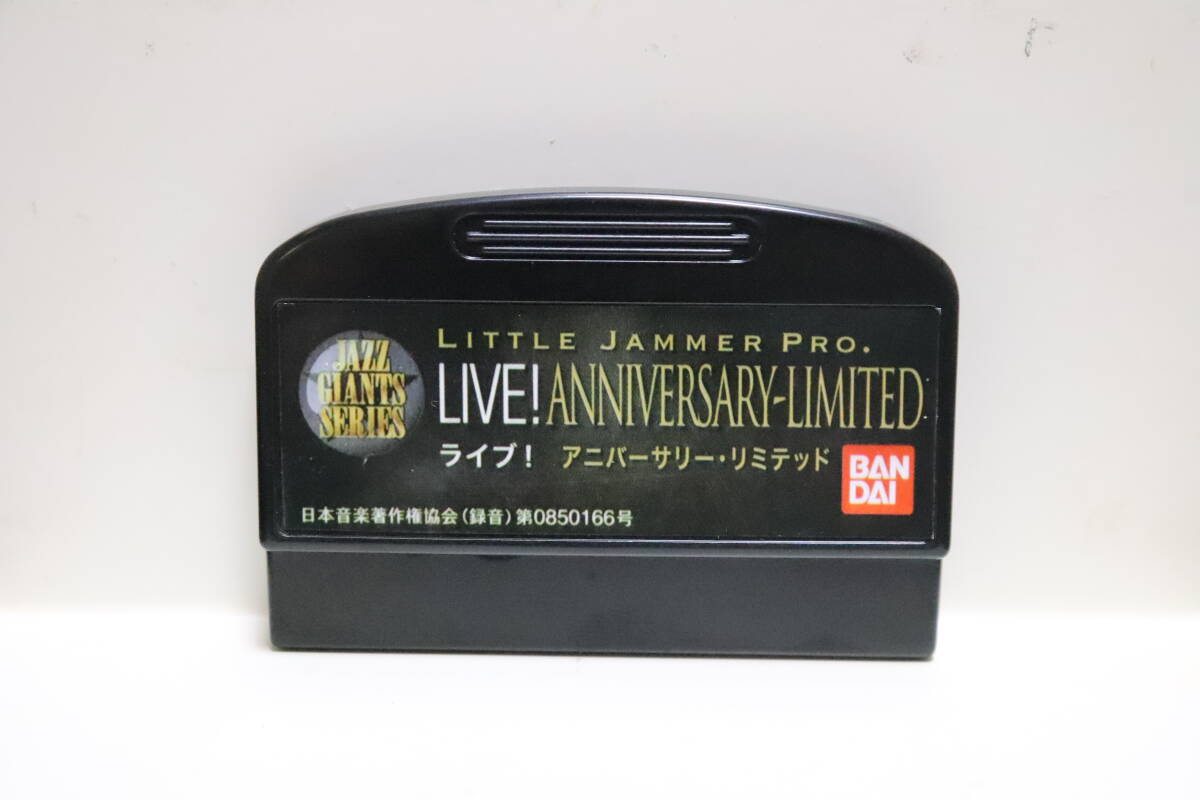 JAZZ
GIANTS
SERIES
LITTLE JAMMER PRO.
LIVE! ANNIVERSARY-LIMITED
ライブ! アニバーサリー・リミテッド
BAN
DAI
日本音楽著作権協会(録音)第0850166号